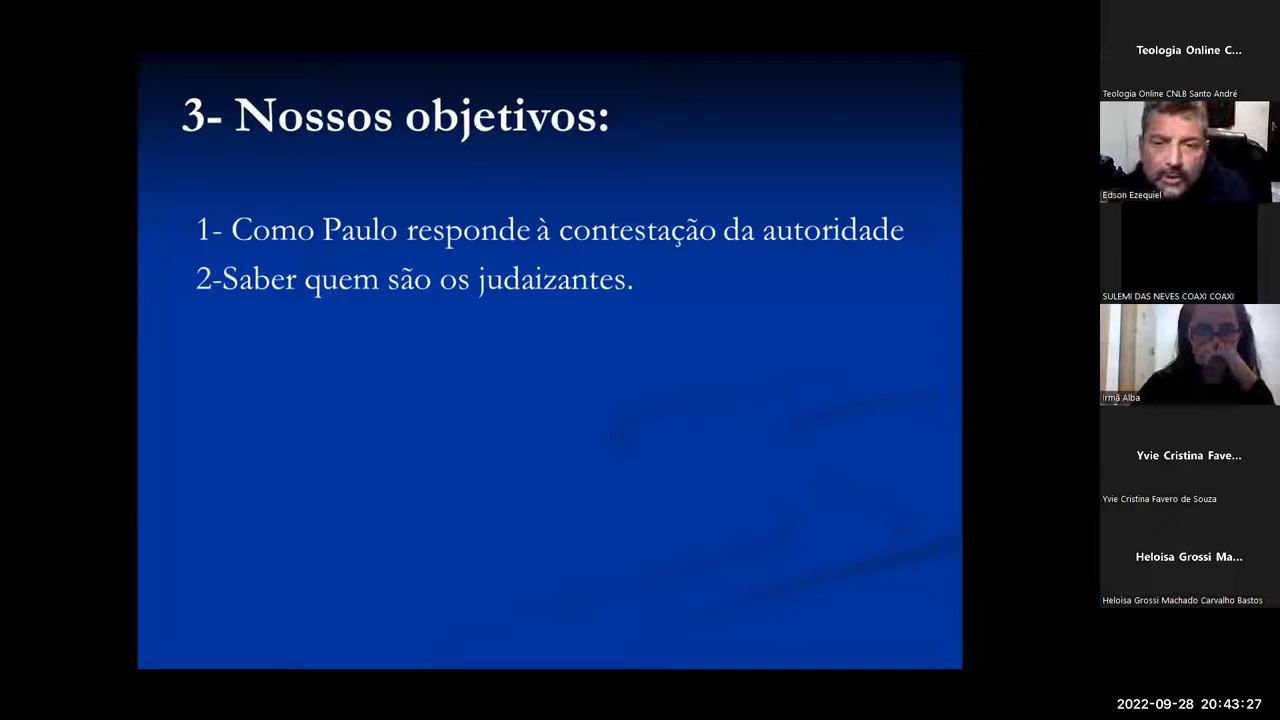 3- Nossos objetivos:
1- Como Paulo responde à contestação da autoridade
2-Saber quem são os judaizantes.
Teologia Online C...
Teologia Online CNLB Santo André
Edson Ezequiel
SULEMI DAS NEVES COAXI COAXI
Irmã Alba
Yvie Cristina Fave...
Yvie Cristina Favero de Souza
Heloisa Grossi Ma...
Heloisa Grossi Machado Carvalho Bastos
2022-09-28 20:43:27